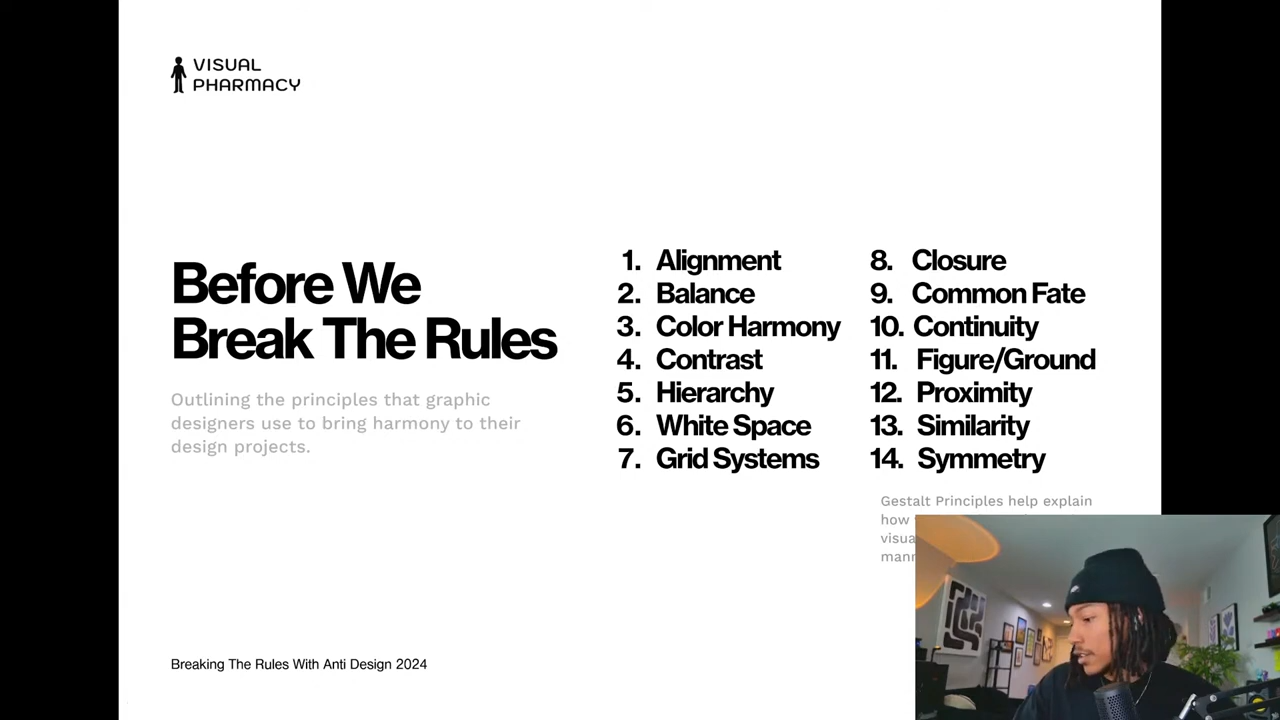 VISUAL
PHARMACY
Before We
Break The Rules
Outlining the principles that graphic
designers use to bring harmony to their
design projects.
1. Alignment
2. Balance
3. Color Harmony
4. Contrast
5. Hierarchy
6. White Space
7. Grid Systems
8. Closure
9. Common Fate
10. Continuity
11. Figure/Ground
12. Proximity
13. Similarity
14. Symmetry
Gestalt Principles help explain
how
Breaking The Rules With Anti Design 2024